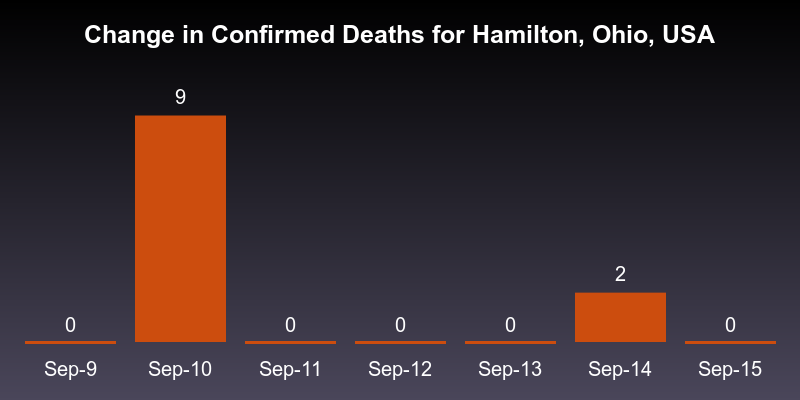 Change in Confirmed Deaths for Hamilton, Ohio, USA
9
2
0 0 0 0 0
Sep-9 Sep-10 Sep-11 Sep-12 Sep-13 Sep-14 Sep-15